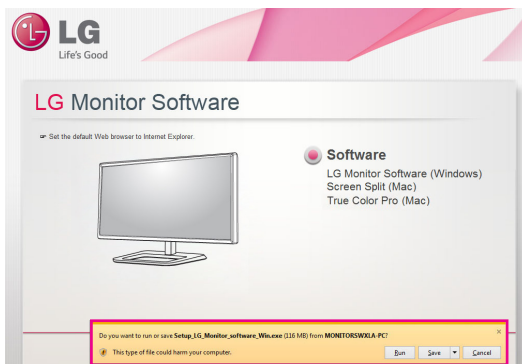 LG
Life's Good
LG Monitor Software
☞ Set the default Web browser to Internet Explorer.
Software
LG Monitor Software (Windows)
Screen Split (Mac)
True Color Pro (Mac)
Do you want to run or save Setup_LG_Monitor_software_Win.exe (116 MB) from MONITORSWXLA-PC?
×
This type of file could harm your computer.
Run
Save
Cancel